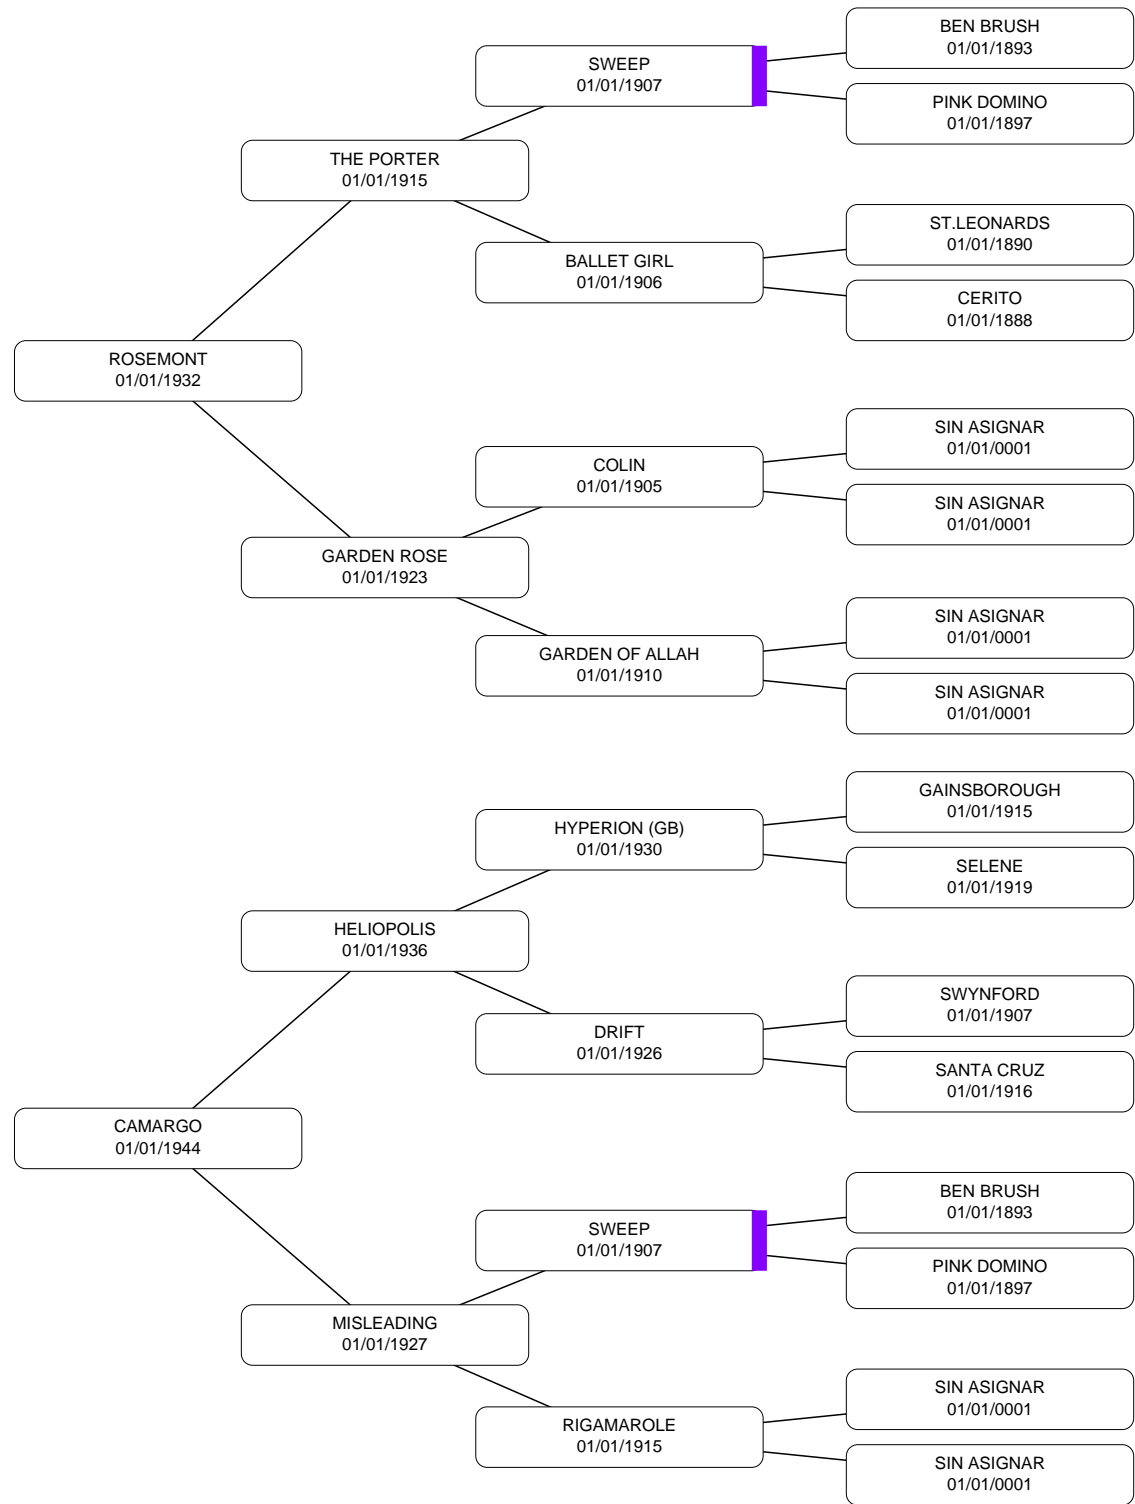 BEN BRUSH
01/01/1893
SWEEP
01/01/1907
PINK DOMINO
01/01/1897
THE PORTER
01/01/1915
ST.LEONARDS
01/01/1890
BALLET GIRL
01/01/1906
CERITO
01/01/1888
ROSEMONT
01/01/1932
SIN ASIGNAR
01/01/0001
COLIN
01/01/1905
SIN ASIGNAR
01/01/0001
GARDEN ROSE
01/01/1923
SIN ASIGNAR
01/01/0001
GARDEN OF ALLAH
01/01/1910
SIN ASIGNAR
01/01/0001
GAINSBOROUGH
01/01/1915
HYPERION (GB)
01/01/1930
SELENE
01/01/1919
HELIOPOLIS
01/01/1936
SWYNFORD
01/01/1907
DRIFT
01/01/1926
SANTA CRUZ
01/01/1916
CAMARGO
01/01/1944
BEN BRUSH
01/01/1893
SWEEP
01/01/1907
PINK DOMINO
01/01/1897
MISLEADING
01/01/1927
SIN ASIGNAR
01/01/0001
RIGAMAROLE
01/01/1915
SIN ASIGNAR
01/01/0001